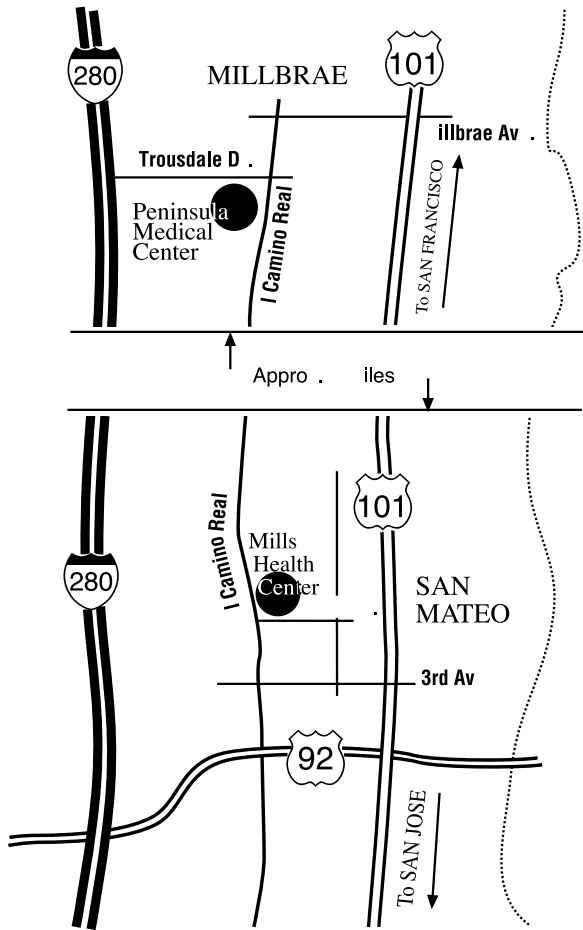 280
MILLBRAE
101
illbrae Av .
Trousdale D .
Peninsula
Medical
Center
l Camino Real
To SAN FRANCISCO
Appro . iles
l Camino Real
101
Mills
Health
Center
280
SAN
MATEO
3rd Av
92
To SAN JOSE